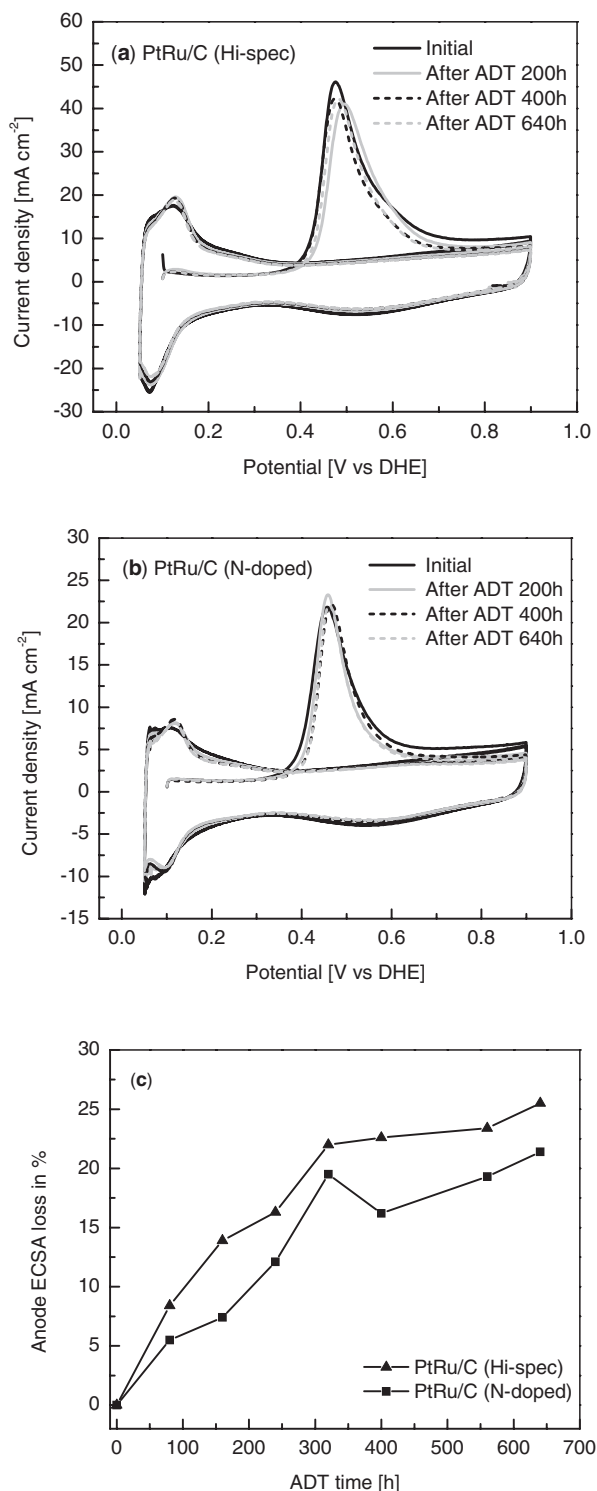 (a) PtRu/C (Hi-spec)
Initial
After ADT 200h
After ADT 400h
After ADT 640h
60
50
40
30
20
10
0
-10
-20
-30
Current density [mA cm-2]
0.0 0.2 0.4 0.6 0.8 1.0
Potential [V vs DHE]
(b) PtRu/C (N-doped)
Initial
After ADT 200h
After ADT 400h
After ADT 640h
30
25
20
15
10
5
0
-5
-10
-15
Current density [mA cm-2]
0.0 0.2 0.4 0.6 0.8 1.0
Potential [V vs DHE]
(c)
30
25
20
15
10
5
0
Anode ECSA loss in %
PtRu/C (Hi-spec)
PtRu/C (N-doped)
0 100 200 300 400 500 600 700
ADT time [h]